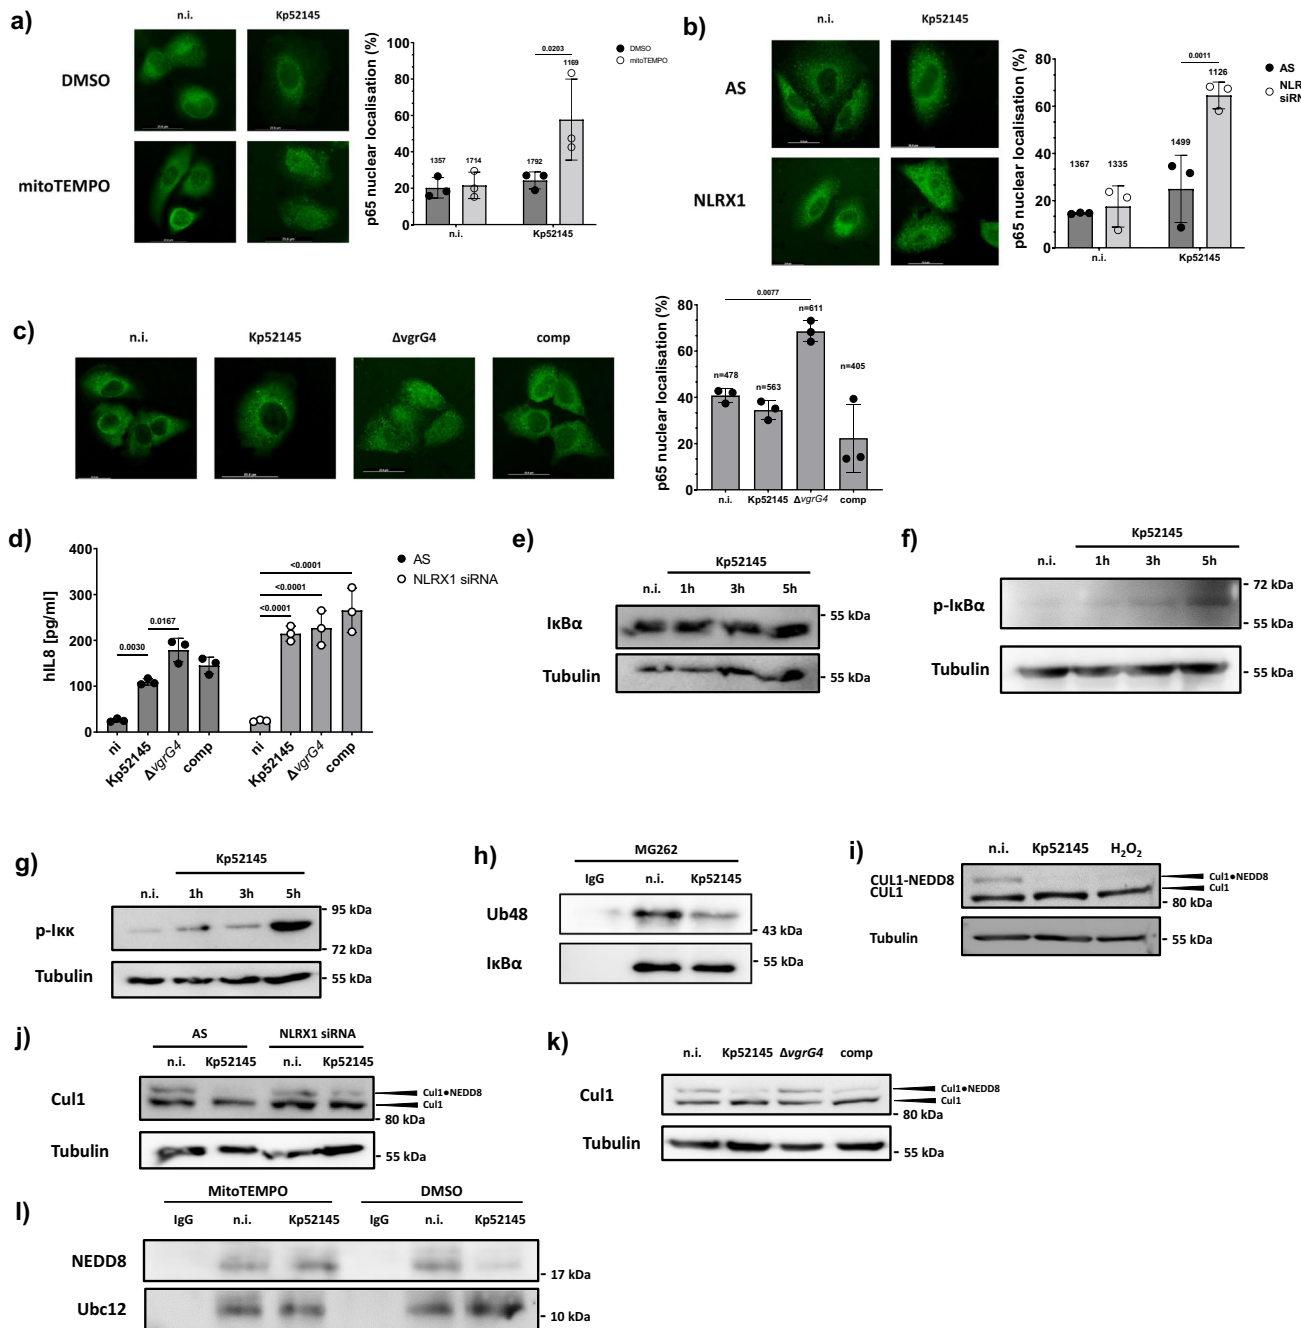 a)
n.i. Kp52145
DMSO
mitoTEMPO
p65 nuclear localisation (%)
100
80
60
40
20
0
0.0203
1357 1714 1792 1169
n.i. Kp52145
DMSO
mitoTEMPO
b)
n.i. Kp52145
AS
NLRX1
p65 nuclear localisation (%)
80
60
40
20
0
0.0011
1367 1335 1499 1126
n.i. Kp52145
AS
NLR
siRN
c)
n.i. Kp52145 ΔvgrG4 comp
p65 nuclear localisation (%)
80
60
40
20
0
0.0077
n=478 n=563 n=611 n=405
n.i. Kp52145 ΔvgrG4 comp
d)
hIL8 [pg/ml]
400
300
200
100
0
0.0030
0.0167
<0.0001
<0.0001
<0.0001
AS
NLRX1 siRNA
ni Kp52145 ΔvgrG4 comp ni Kp52145 ΔvgrG4 comp
e)
Kp52145
n.i. 1h 3h 5h
IκBα
- 55 kDa
Tubulin
- 55 kDa
f)
Kp52145
n.i. 1h 3h 5h
p-IκBα
- 72 kDa
- 55 kDa
Tubulin
- 55 kDa
g)
Kp52145
n.i. 1h 3h 5h
p-Iκκ
- 95 kDa
- 72 kDa
Tubulin
- 55 kDa
h)
MG262
IgG n.i. Kp52145
Ub48
- 43 kDa
IκBα
- 55 kDa
i)
n.i. Kp52145 H₂O₂
CUL1-NEDD8
CUL1
Cul1●NEDD8
Cul1
- 80 kDa
Tubulin
- 55 kDa
j)
AS NLRX1 siRNA
n.i. Kp52145 n.i. Kp52145
Cul1
Cul1●NEDD8
Cul1
- 80 kDa
Tubulin
- 55 kDa
k)
n.i. Kp52145 ΔvgrG4 comp
Cul1
Cul1●NEDD8
Cul1
- 80 kDa
Tubulin
- 55 kDa
l)
MitoTEMPO DMSO
IgG n.i. Kp52145 IgG n.i. Kp52145
NEDD8
- 17 kDa
Ubc12
- 10 kDa